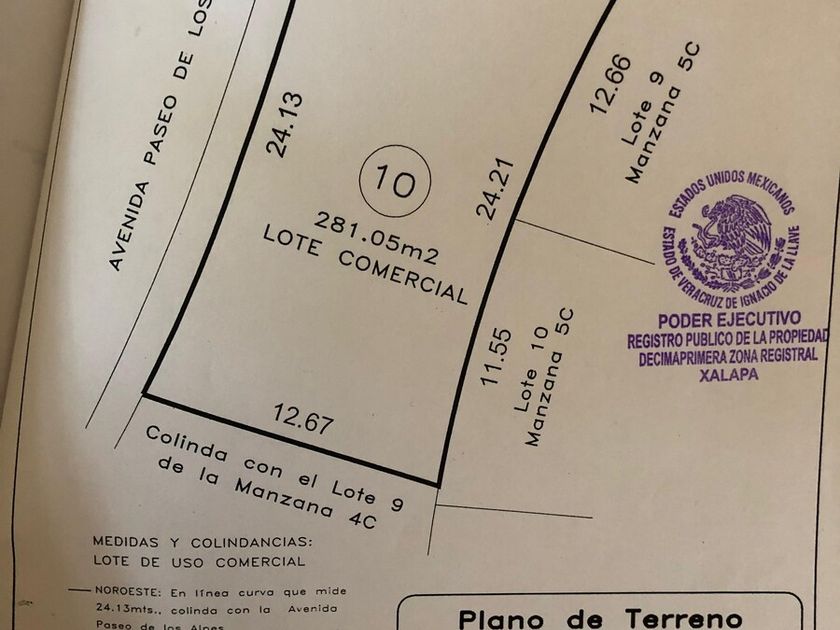 AVENIDA PASEO DE LOS
24.13
10
281.05m2
LOTE COMERCIAL
24.21
12.66
Lote 9
Manzana 5C
11.55
Lote 10
Manzana 5C
12.67
Colinda con el Lote 9
de la Manzana 4C
ESTADOS UNIDOS MEXICANOS
ESTADO DE VERACRUZ DE IGNACIO DE LA LLAVE
PODER EJECUTIVO
REGISTRO PUBLICO DE LA PROPIEDAD
DECIMAPRIMERA ZONA REGISTRAL
XALAPA
MEDIDAS Y COLINDANCIAS:
LOTE DE USO COMERCIAL
NOROESTE: En línea curva que mide
24.13mts., colinda con la Avenida
Paseo de los Alpes
Plano de Terreno